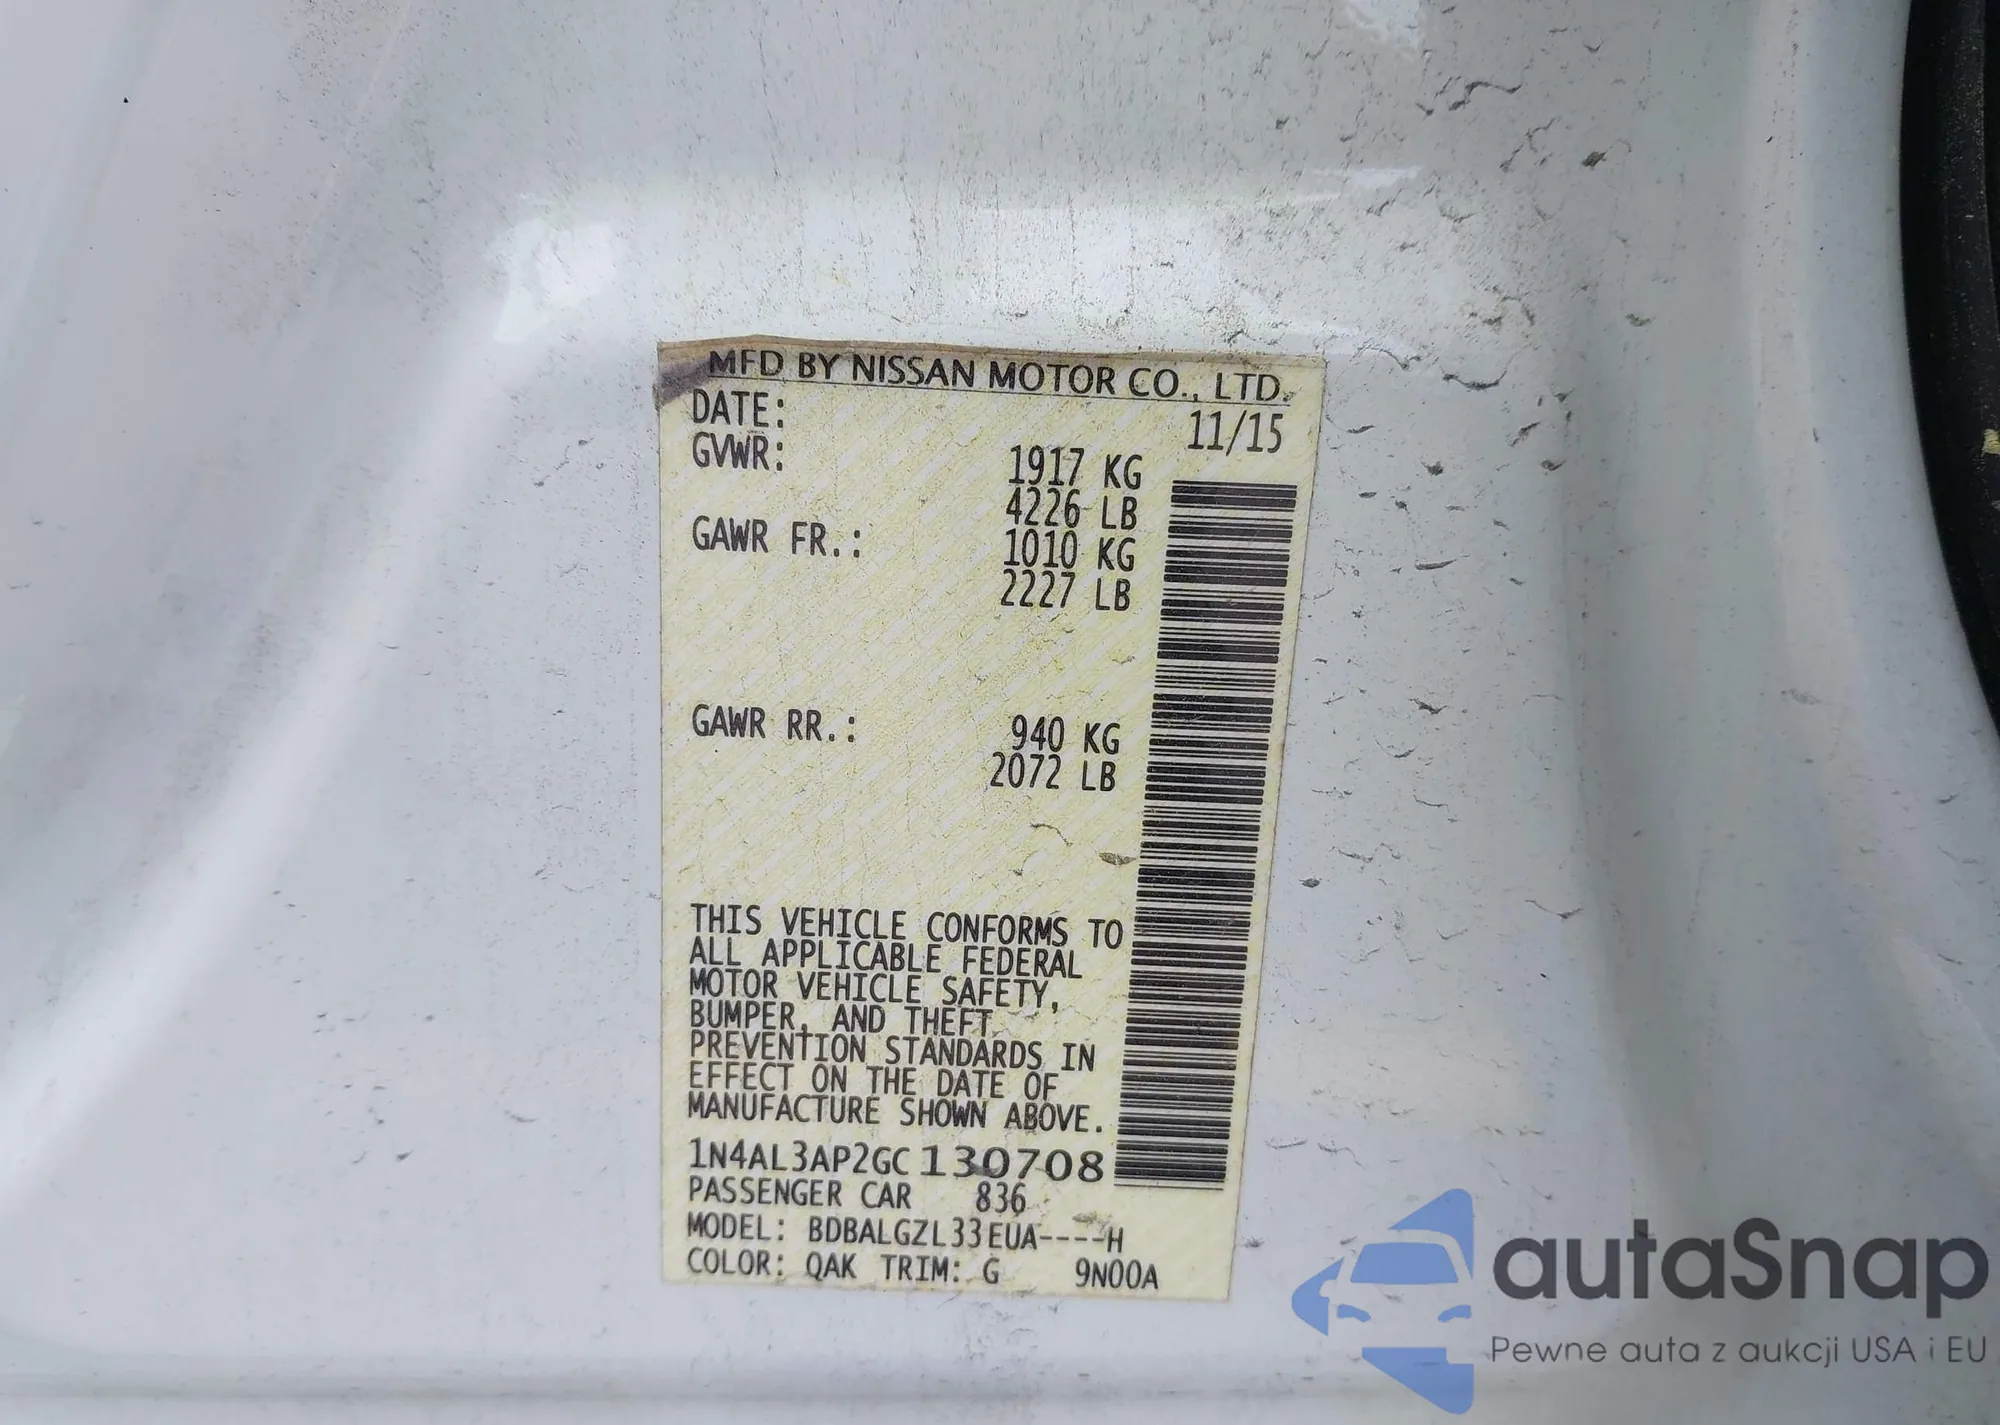 MFD BY NISSAN MOTOR CO., LTD.
DATE: 11/15
GVWR: 1917 KG
4226 LB
GAWR FR.: 1010 KG
2227 LB
GAWR RR.: 940 KG
2072 LB
THIS VEHICLE CONFORMS TO
ALL APPLICABLE FEDERAL
MOTOR VEHICLE SAFETY,
BUMPER, AND THEFT
PREVENTION STANDARDS IN
EFFECT ON THE DATE OF
MANUFACTURE SHOWN ABOVE.
1N4AL3AP2GC130708
PASSENGER CAR 836
MODEL: BDBALGZL33EUA----H
COLOR: QAK TRIM: G 9N00A
autaSnap
Pewne auta z aukcji USA i EU